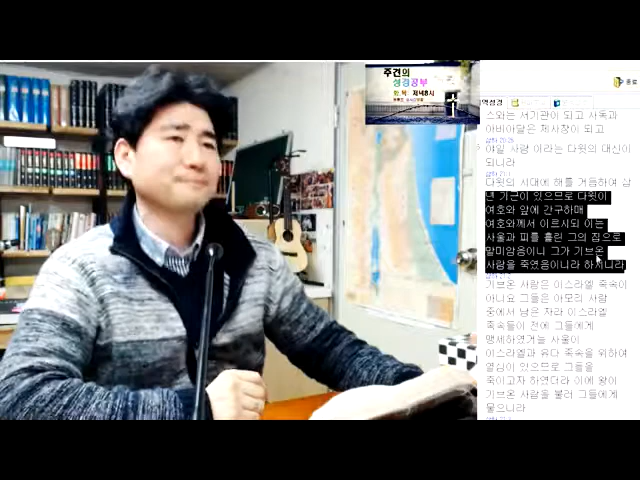 주건의
성경공부
화, 목 저녁8시
종료
역성경
스와는 서기관이 되고 사독과
아비아달은 제사장이 되고
야일 사람 이라는 다윗의 대신이
되니라
다윗의 시대에 해를 거듭하여 삼
년 기근이 있으므로 다윗이
여호와 앞에 간구하매
여호와께서 이르시되 이는
사울과 피를 흘린 그의 집으로
말미암음이니 그가 기브온
사람을 죽였음이니라 하시니라
기브온 사람은 이스라엘 족속이
아니요 그들은 아모리 사람
중에서 남은 자라 이스라엘
족속들이 전에 그들에게
맹세하였거늘 사울이
이스라엘과 유다 족속을 위하여
열심이 있으므로 그들을
죽이고자 하였더라 이에 왕이
기브온 사람을 불러 그들에게
물으니라